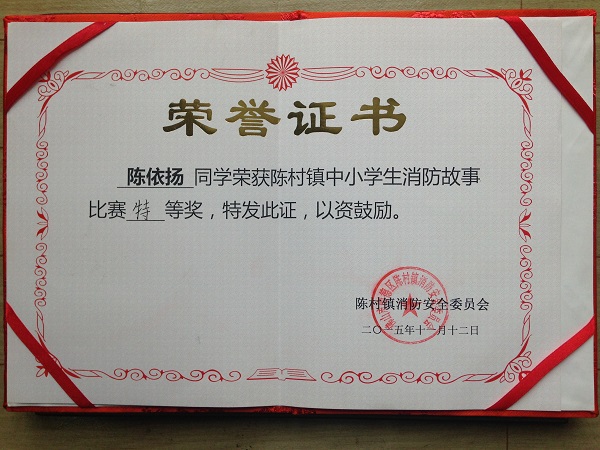 荣誉证书
陈依扬 同学荣获陈村镇中小学生消防故事
比赛 特 等奖，特发此证，以资鼓励。
陈村镇消防安全委员会
二〇一五年十一月十二日